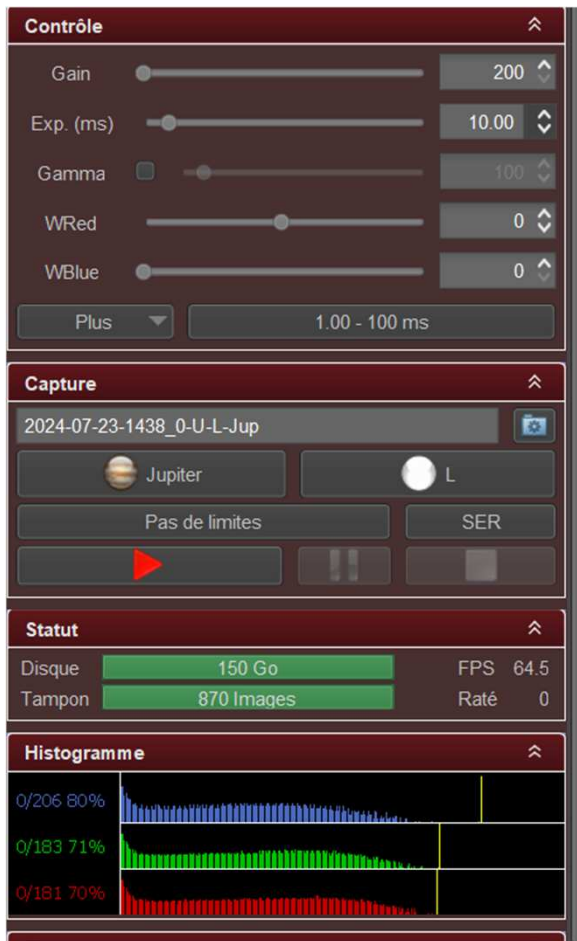 Contrôle
Gain 200
Exp. (ms) 10.00
Gamma 100
WRed 0
WBlue 0
Plus 1.00 - 100 ms
Capture
2024-07-23-1438_0-U-L-Jup
Jupiter L
Pas de limites SER
Statut
Disque 150 Go FPS 64.5
Tampon 870 Images Raté 0
Histogramme
0/206 80%
0/183 71%
0/181 70%